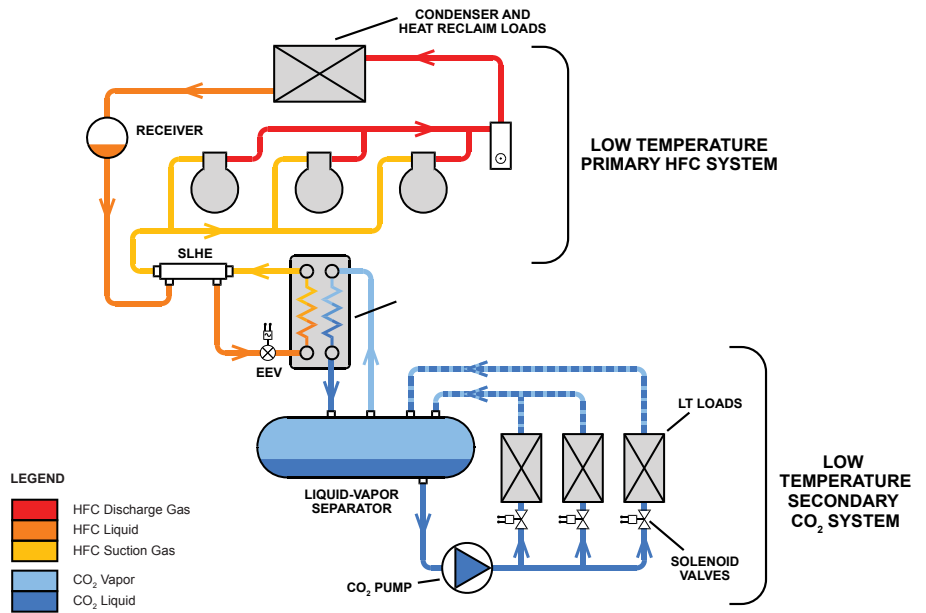 CONDENSER AND
HEAT RECLAIM LOADS
RECEIVER
LOW TEMPERATURE
PRIMARY HFC SYSTEM
SLHE
EEV
LT LOADS
LIQUID-VAPOR
SEPARATOR
LOW
TEMPERATURE
SECONDARY
CO₂ SYSTEM
SOLENOID
VALVES
CO₂ PUMP
LEGEND
HFC Discharge Gas
HFC Liquid
HFC Suction Gas
CO₂ Vapor
CO₂ Liquid